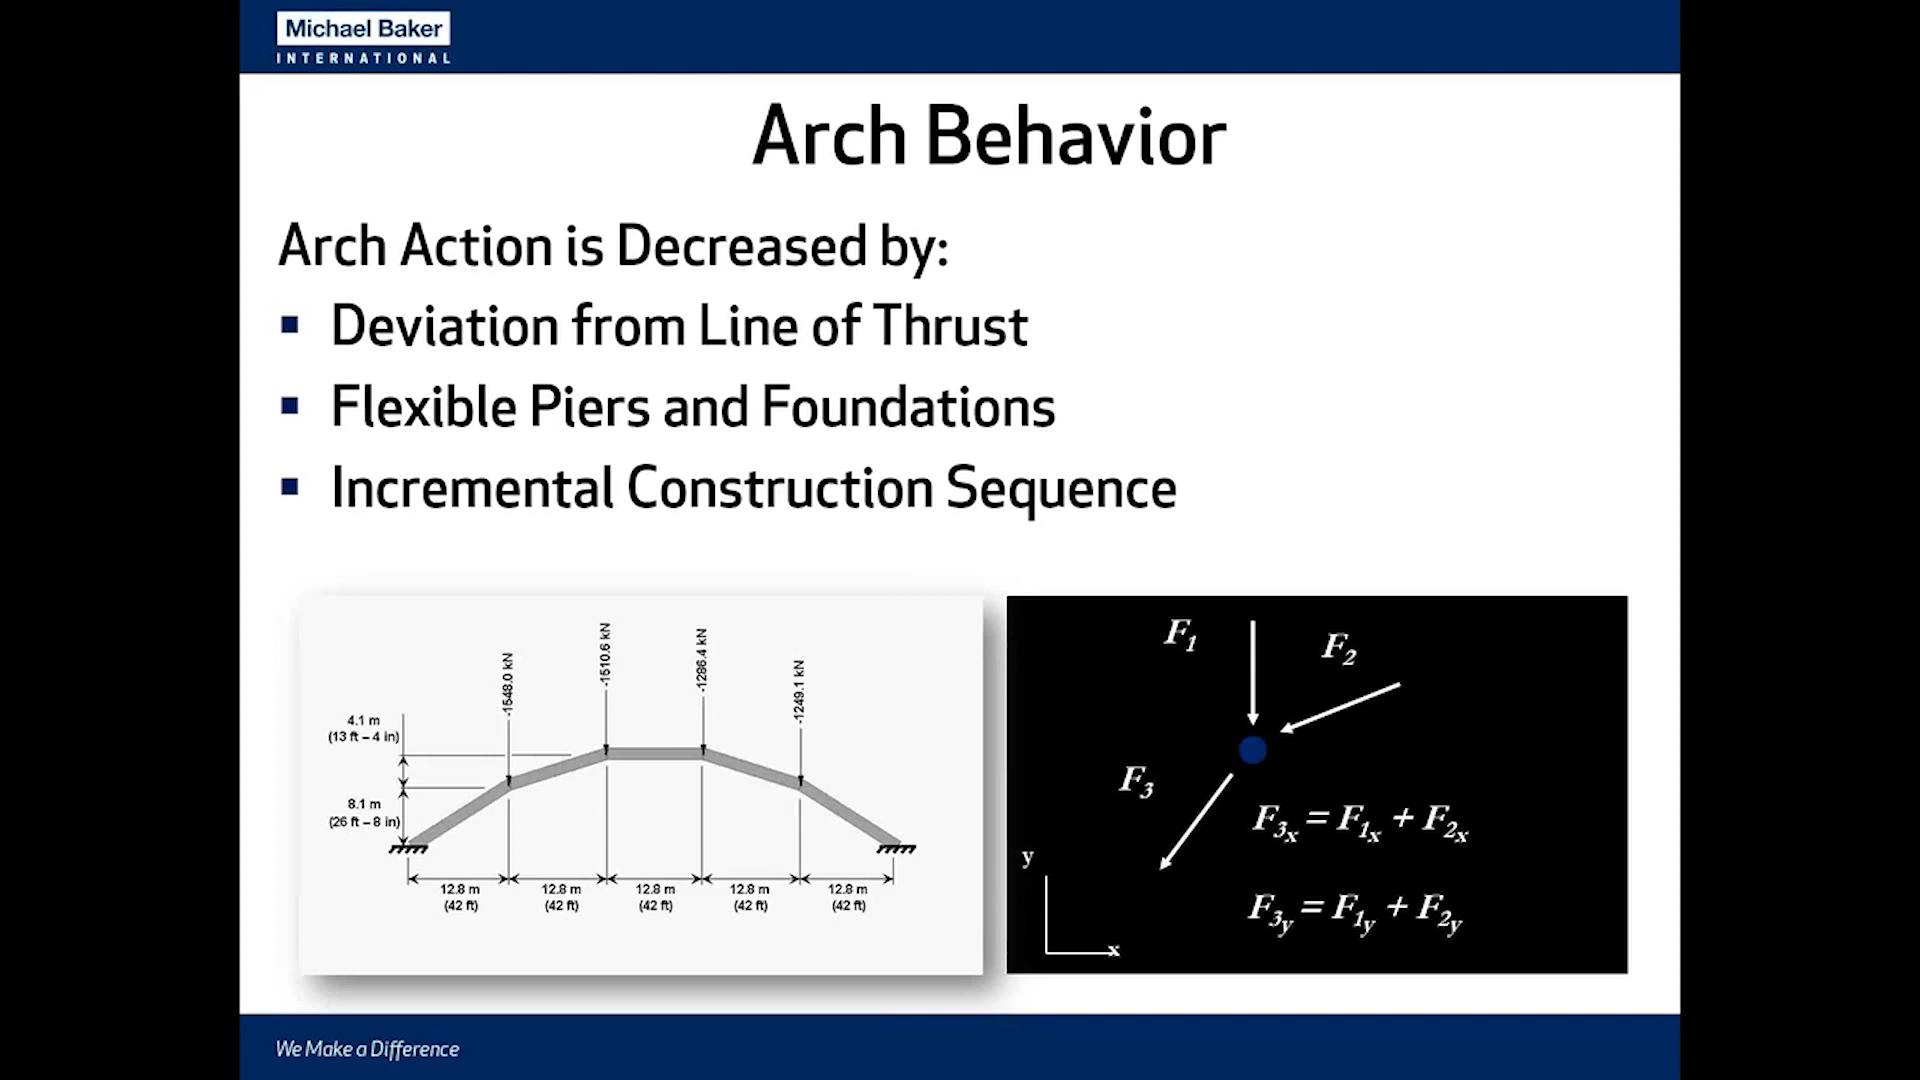 Michael Baker
INTERNATIONAL
Arch Behavior
Arch Action is Decreased by:
▪ Deviation from Line of Thrust
▪ Flexible Piers and Foundations
▪ Incremental Construction Sequence
-1548.0 kN
-1510.6 kN
-1286.4 kN
-1249.1 kN
4.1 m
(13 ft – 4 in)
8.1 m
(26 ft – 8 in)
12.8 m
(42 ft)
12.8 m
(42 ft)
12.8 m
(42 ft)
12.8 m
(42 ft)
12.8 m
(42 ft)
F1
F2
F3
F3x = F1x + F2x
F3y = F1y + F2y
y
x
We Make a Difference